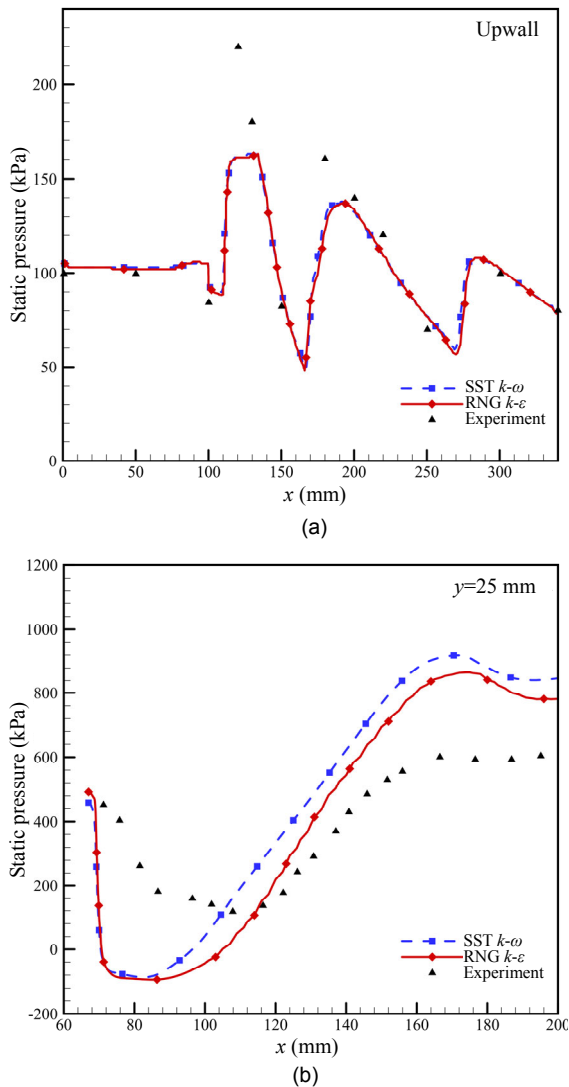 Upwall
Static pressure (kPa)
200
150
100
50
0
SST k-ω
RNG k-ε
Experiment
0 50 100 150 200 250 300
x (mm)
(a)
y=25 mm
Static pressure (kPa)
1200
1000
800
600
400
200
0
-200
SST k-ω
RNG k-ε
Experiment
60 80 100 120 140 160 180 200
x (mm)
(b)